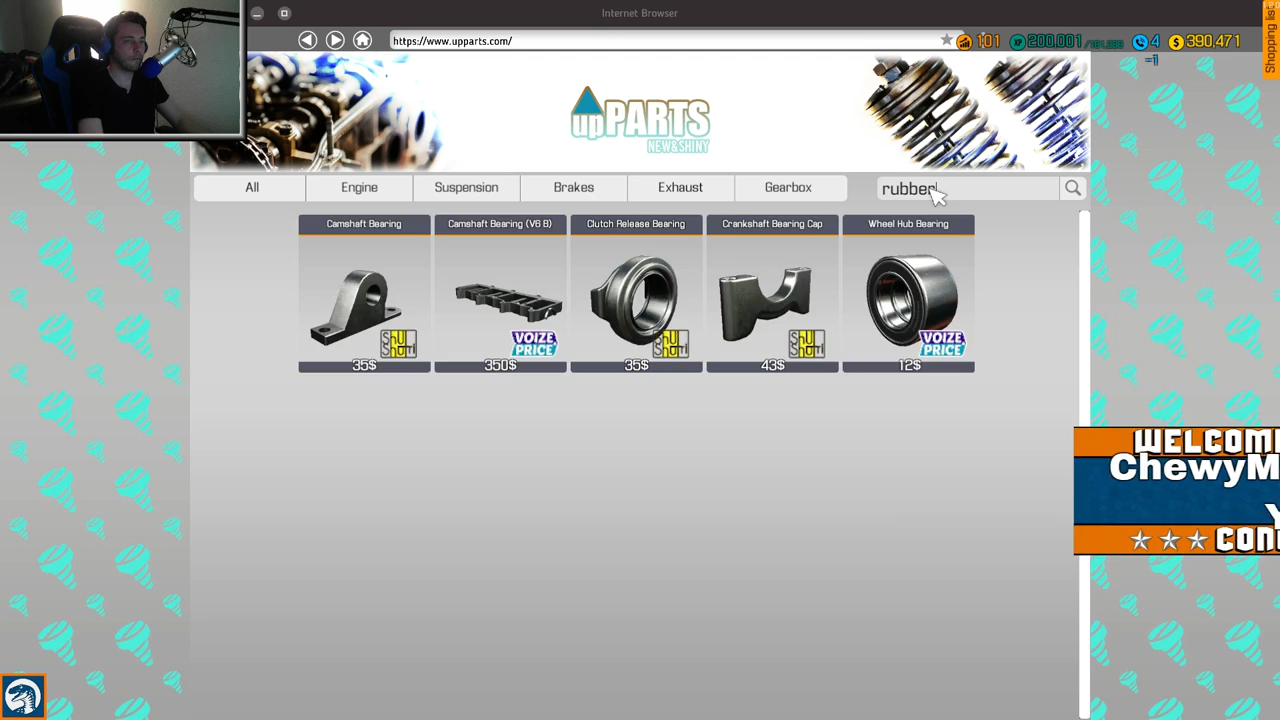 Internet Browser
https://www.upparts.com/
101
XP 200,001
4
$ 390,471
-1
Shopping list
upPARTS
NEW&SHINY
All
Engine
Suspension
Brakes
Exhaust
Gearbox
rubber
Camshaft Bearing
Camshaft Bearing (V6 B)
Clutch Release Bearing
Crankshaft Bearing Cap
Wheel Hub Bearing
VOIZE PRICE
VOIZE PRICE
35$
350$
35$
43$
12$
WELCOM
ChewyM
Y
CON